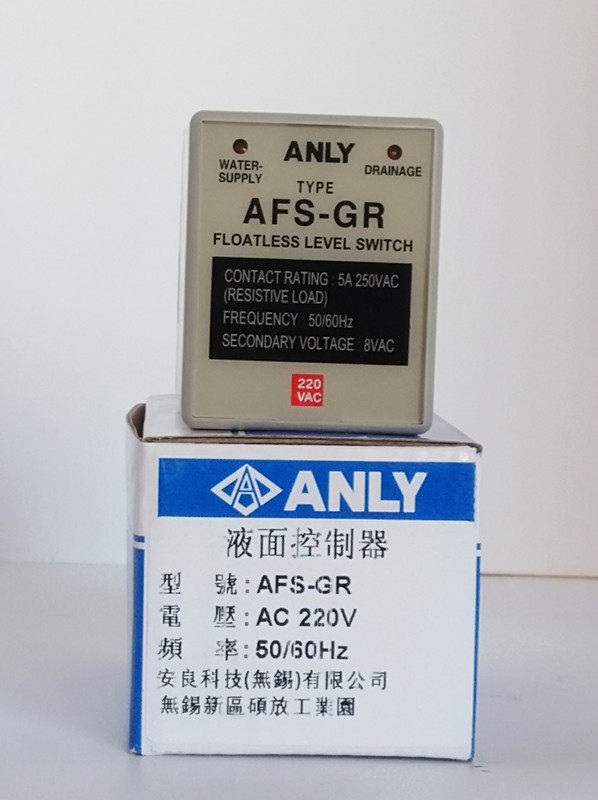 ANLY
WATER-
SUPPLY
DRAINAGE
TYPE
AFS-GR
FLOATLESS LEVEL SWITCH
CONTACT RATING : 5A 250VAC
(RESISTIVE LOAD)
FREQUENCY : 50/60Hz
SECONDARY VOLTAGE : 8VAC
220
VAC
ANLY
液面控制器
型 號: AFS-GR
電 壓: AC 220V
頻 率: 50/60Hz
安良科技(無錫)有限公司
無錫新區碩放工業園